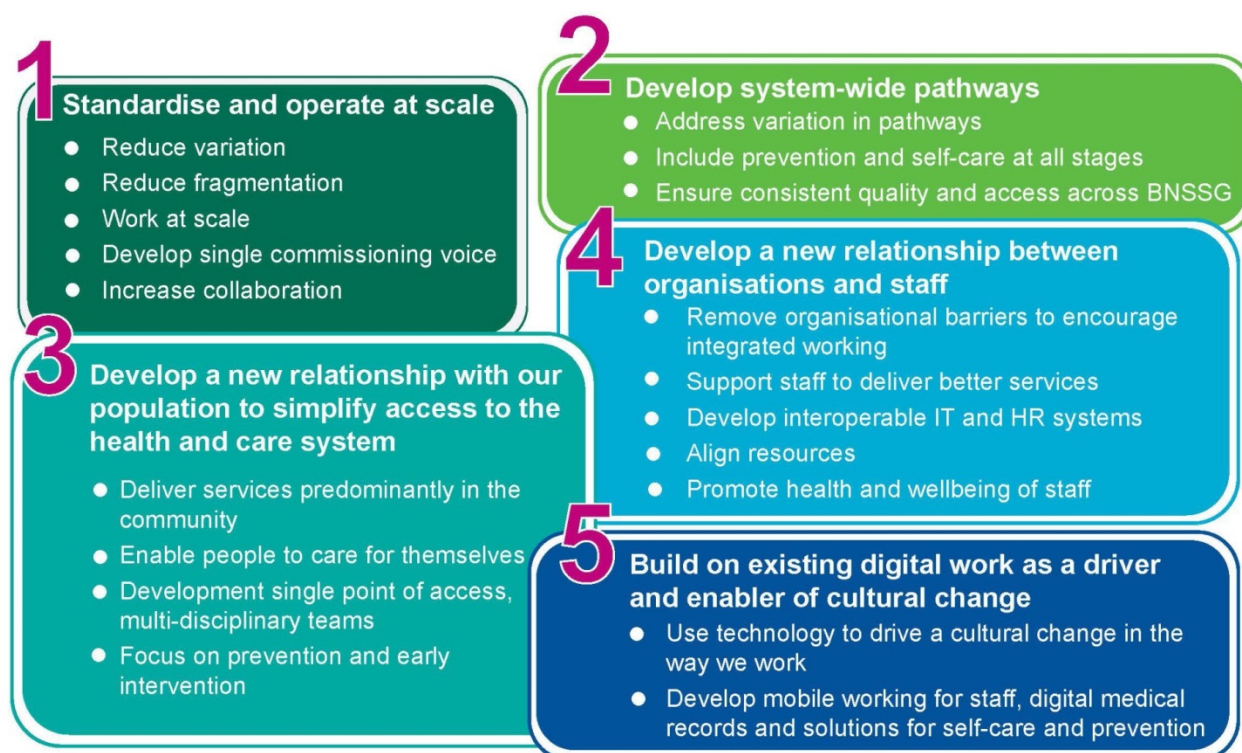 1
Standardise and operate at scale
● Reduce variation
● Reduce fragmentation
● Work at scale
● Develop single commissioning voice
● Increase collaboration
2
Develop system-wide pathways
● Address variation in pathways
● Include prevention and self-care at all stages
● Ensure consistent quality and access across BNSSG
3
Develop a new relationship with our
population to simplify access to the
health and care system
● Deliver services predominantly in the
community
● Enable people to care for themselves
● Development single point of access,
multi-disciplinary teams
● Focus on prevention and early
intervention
4
Develop a new relationship between
organisations and staff
● Remove organisational barriers to encourage
integrated working
● Support staff to deliver better services
● Develop interoperable IT and HR systems
● Align resources
● Promote health and wellbeing of staff
5
Build on existing digital work as a driver
and enabler of cultural change
● Use technology to drive a cultural change in the
way we work
● Develop mobile working for staff, digital medical
records and solutions for self-care and prevention